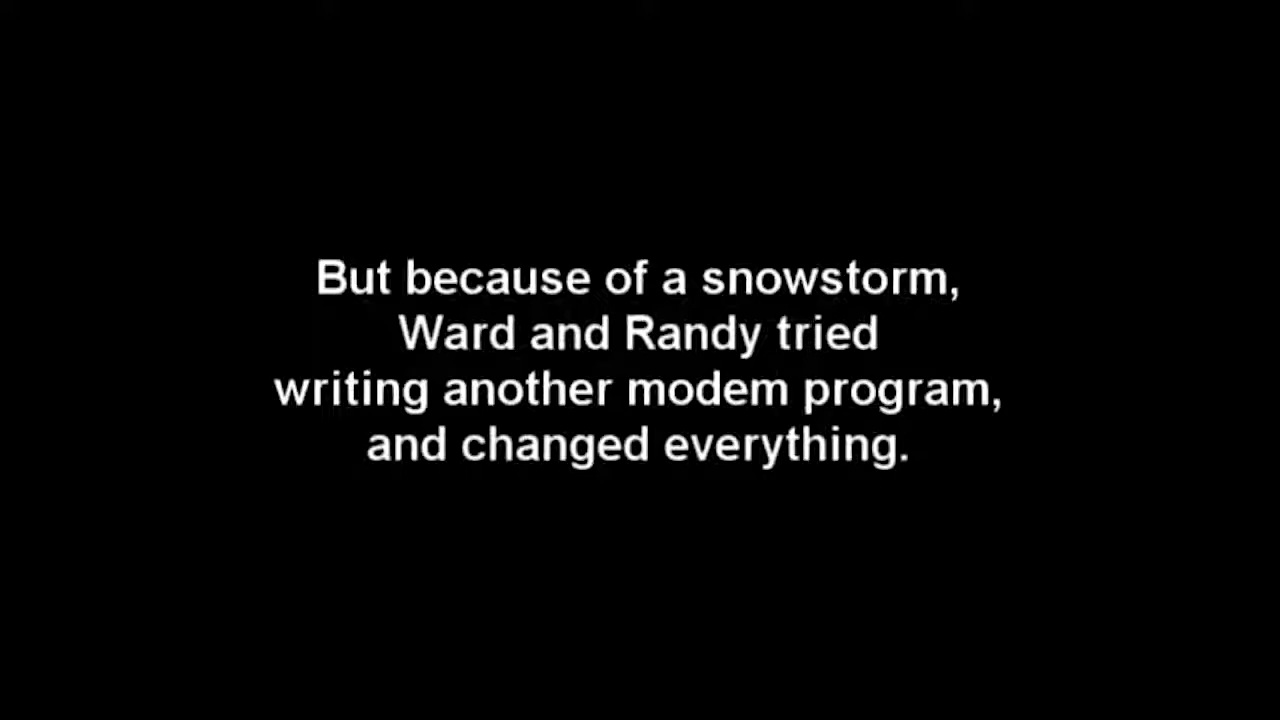 But because of a snowstorm,
Ward and Randy tried
writing another modem program,
and changed everything.